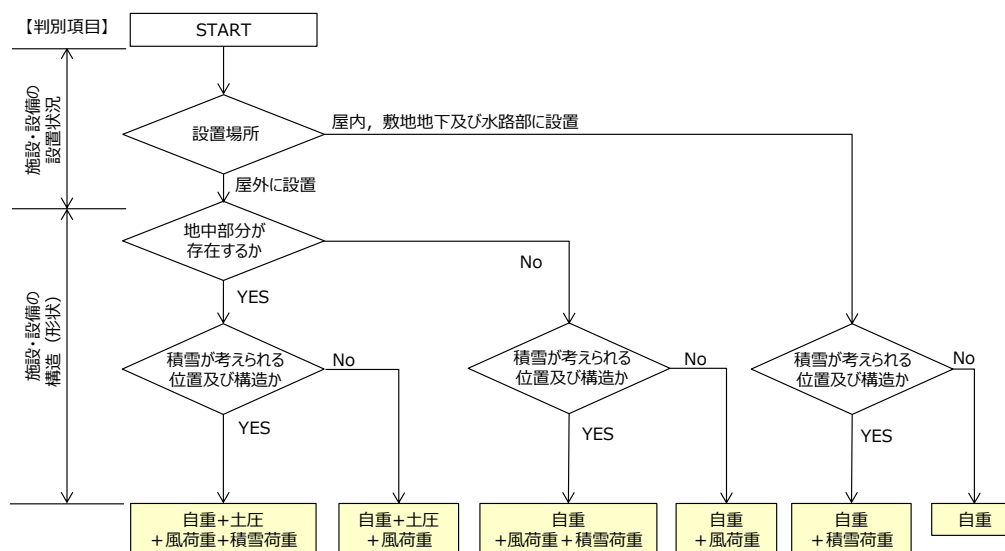 【判別項目】
START
施設・設備の
設置状況
設置場所
屋内，敷地地下及び水路部に設置
屋外に設置
施設・設備の
構造（形状）
地中部分が
存在するか
No
YES
積雪が考えられる
位置及び構造か
No
YES
積雪が考えられる
位置及び構造か
No
YES
積雪が考えられる
位置及び構造か
No
YES
自重+土圧
+風荷重+積雪荷重
自重+土圧
+風荷重
自重
+風荷重+積雪荷重
自重
+風荷重
自重
+積雪荷重
自重